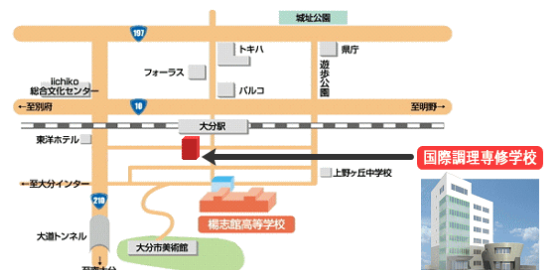 城址公園
197
トキハ
県庁
フォーラス
遊歩公園
iichiko
総合文化センター
パルコ
←至別府
10
至明野→
大分駅
東洋ホテル
国際調理専修学校
上野ヶ丘中学校
←至大分インター
210
楊志館高等学校
大道トンネル
大分市美術館